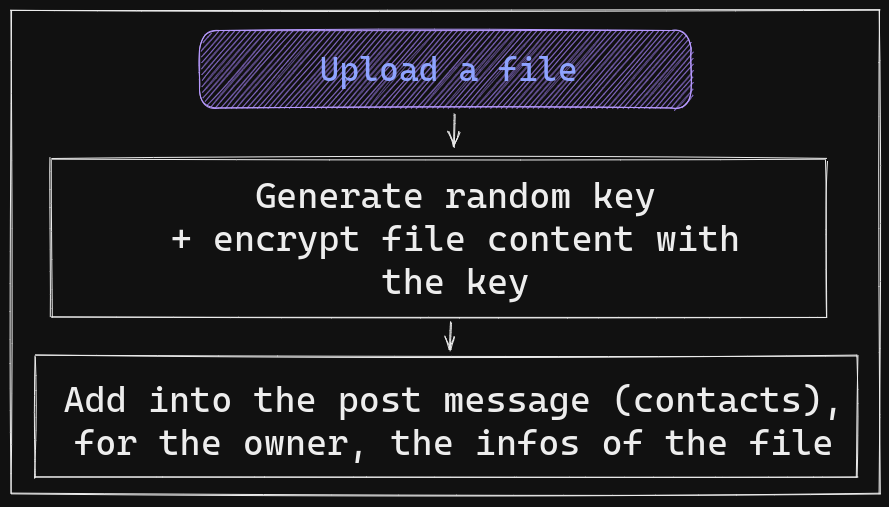 Upload a file
Generate random key
+ encrypt file content with
the key
Add into the post message (contacts),
for the owner, the infos of the file